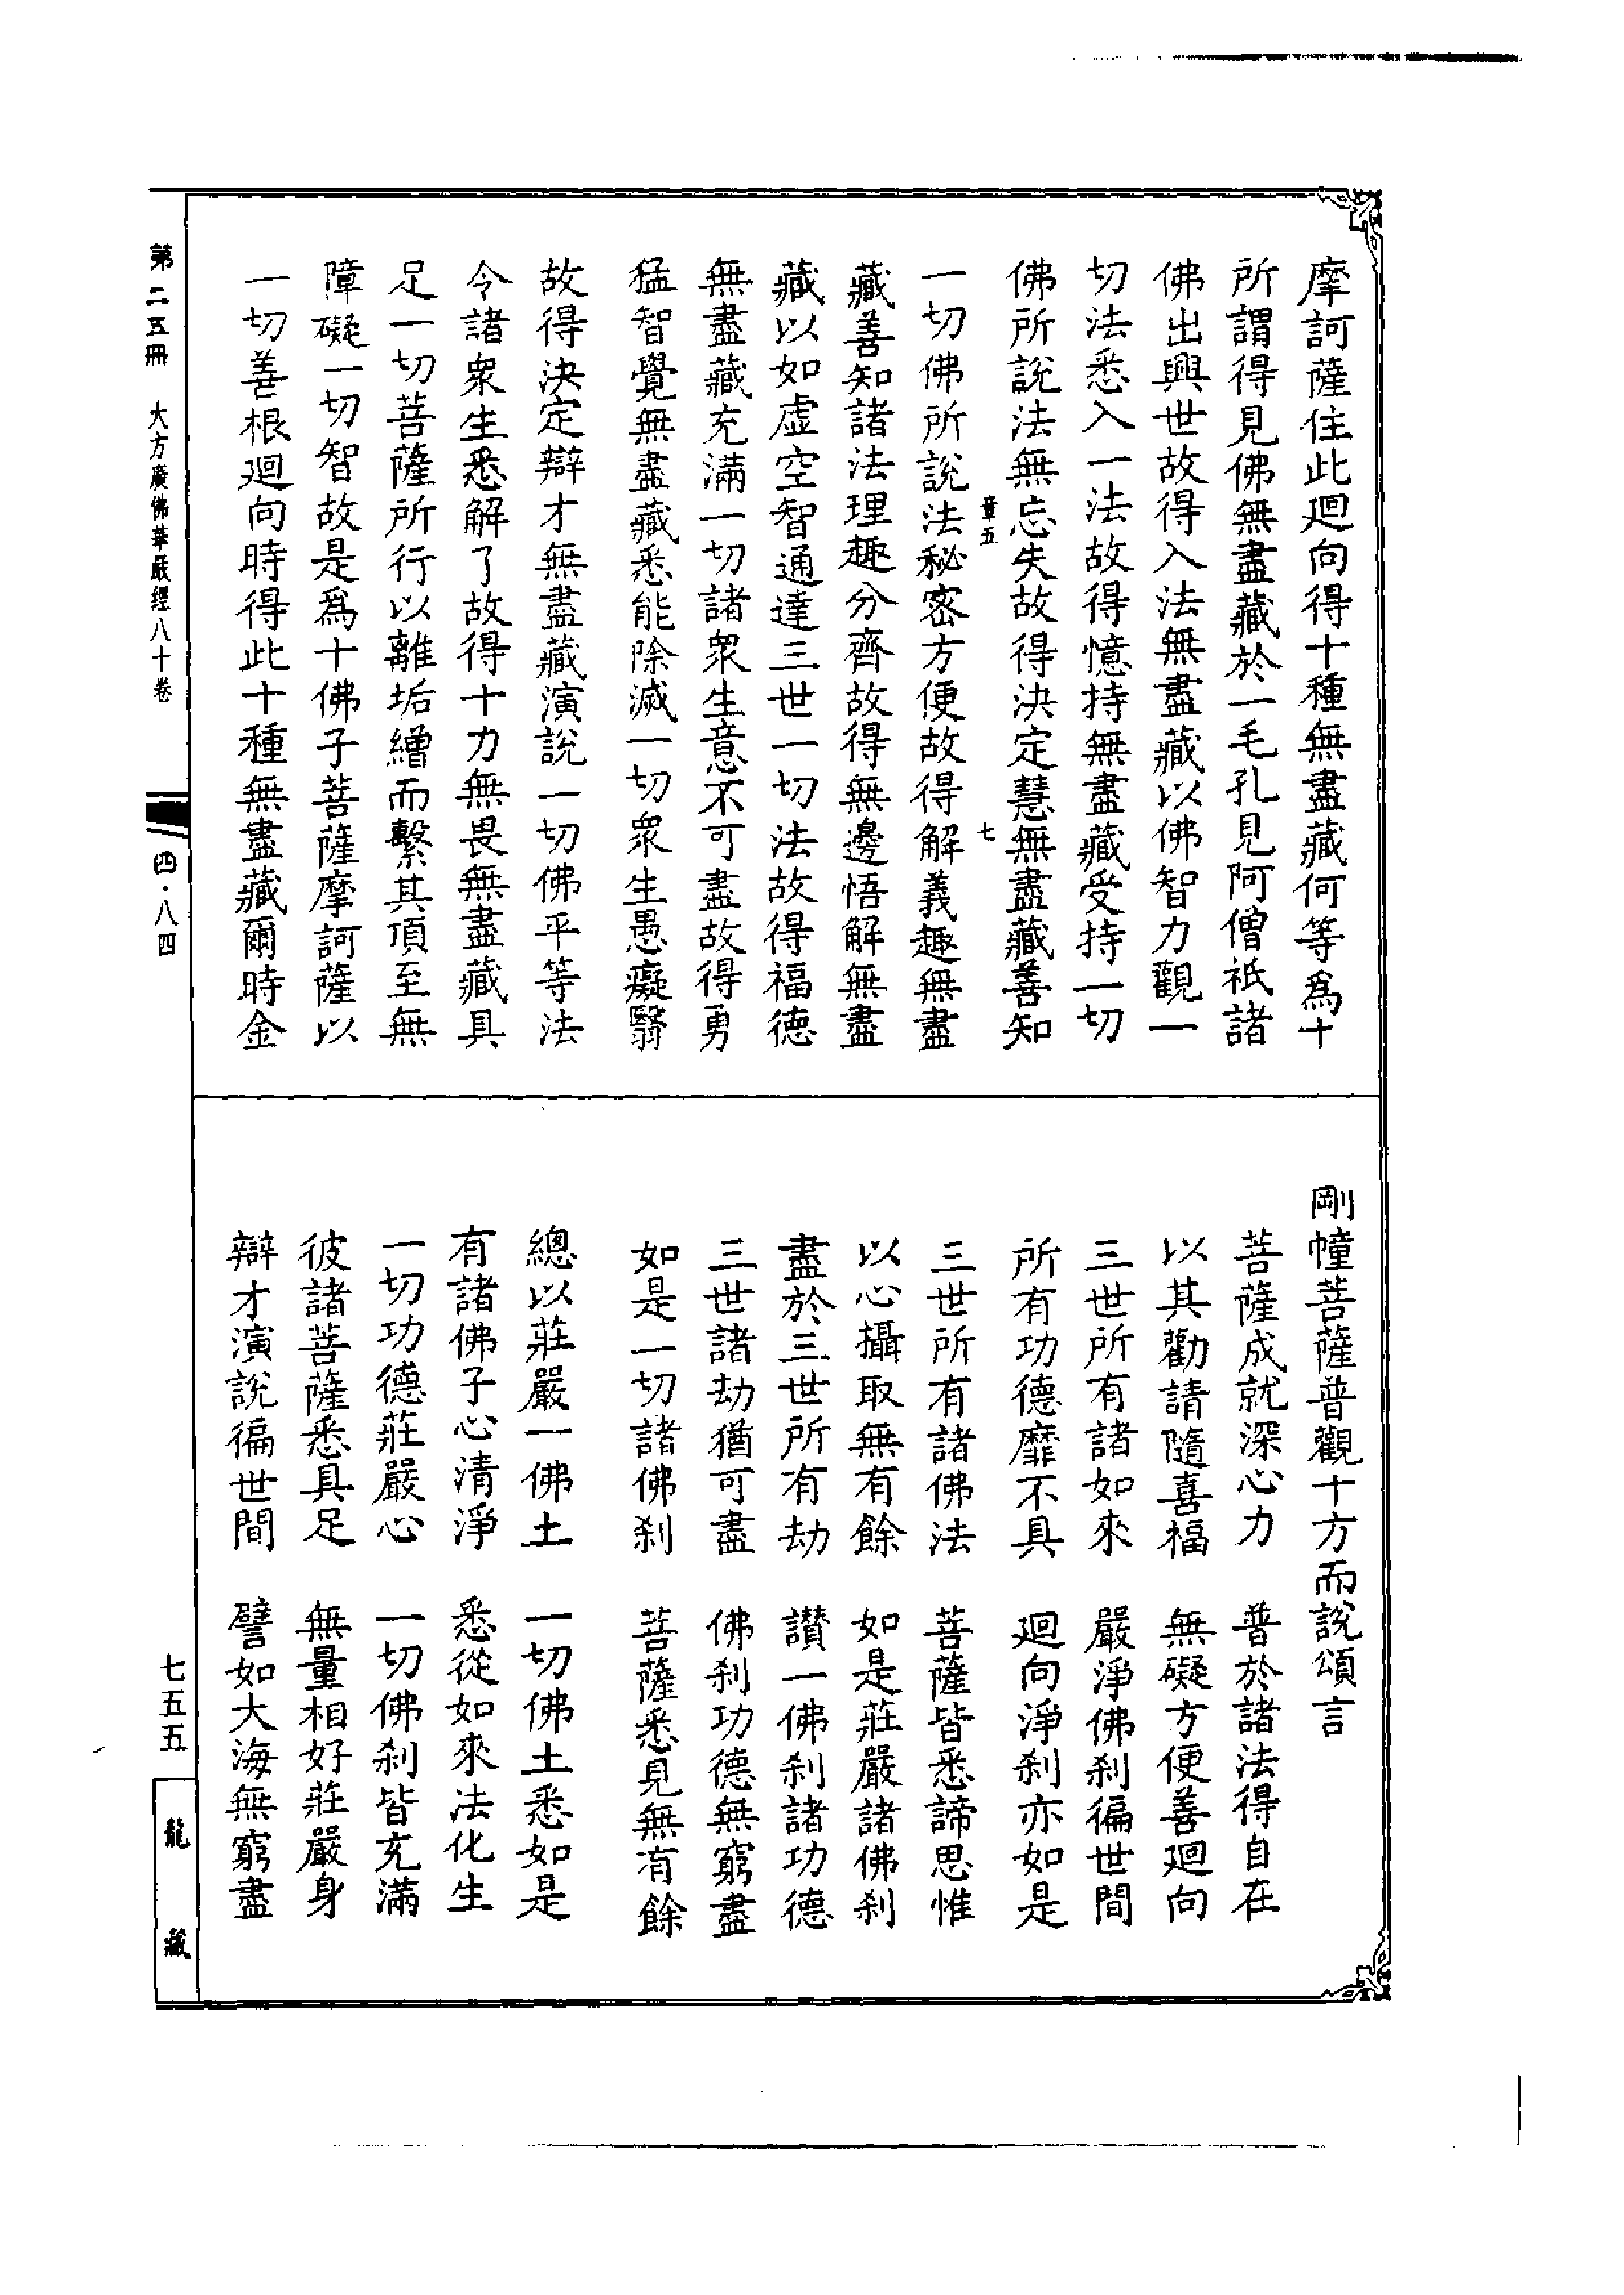 摩訶薩住此廻向得十種無盡藏何等爲十
所謂得見佛無盡藏於一毛孔見阿僧祇諸
佛出興世故得入法無盡藏以佛智力觀一
切法悉入一法故得憶持無盡藏受持一切
佛所說法無忘失故得決定慧無盡藏善知
章五
七
一切佛所說法秘密方便故得解義趣無盡
藏善知諸法理趣分齊故得無邊悟解無盡
藏以如虛空智通達三世一切法故得福德
無盡藏充滿一切諸衆生意不可盡故得勇
猛智覺無盡藏悉能除滅一切衆生愚癡翳
故得決定辯才無盡藏演說一切佛平等法
令諸衆生悉解了故得十力無畏無盡藏具
足一切菩薩所行以離垢繒而繫其頂至無
障礙一切智故是爲十佛子菩薩摩訶薩以
一切善根廻向時得此十種無盡藏爾時金
剛幢菩薩普觀十方而說頌言
菩薩成就深心力 普於諸法得自在
以其勸請隨喜福 無礙方便善廻向
三世所有諸如來 嚴淨佛刹徧世間
所有功德靡不具 廻向淨刹亦如是
三世所有諸佛法 菩薩皆悉諦思惟
以心攝取無有餘 如是莊嚴諸佛刹
盡於三世所有劫 讚一佛刹諸功德
三世諸劫猶可盡 佛刹功德無窮盡
如是一切諸佛刹 菩薩悉見無有餘
總以莊嚴一佛土 一切佛土悉如是
有諸佛子心清淨 悉從如來法化生
一切功德莊嚴心 一切佛刹皆充滿
彼諸菩薩悉具足 無量相好莊嚴身
辯才演說徧世間 譬如大海無窮盡
第二五冊 大方廣佛華嚴經八十卷 四·八四
七五五
龍藏